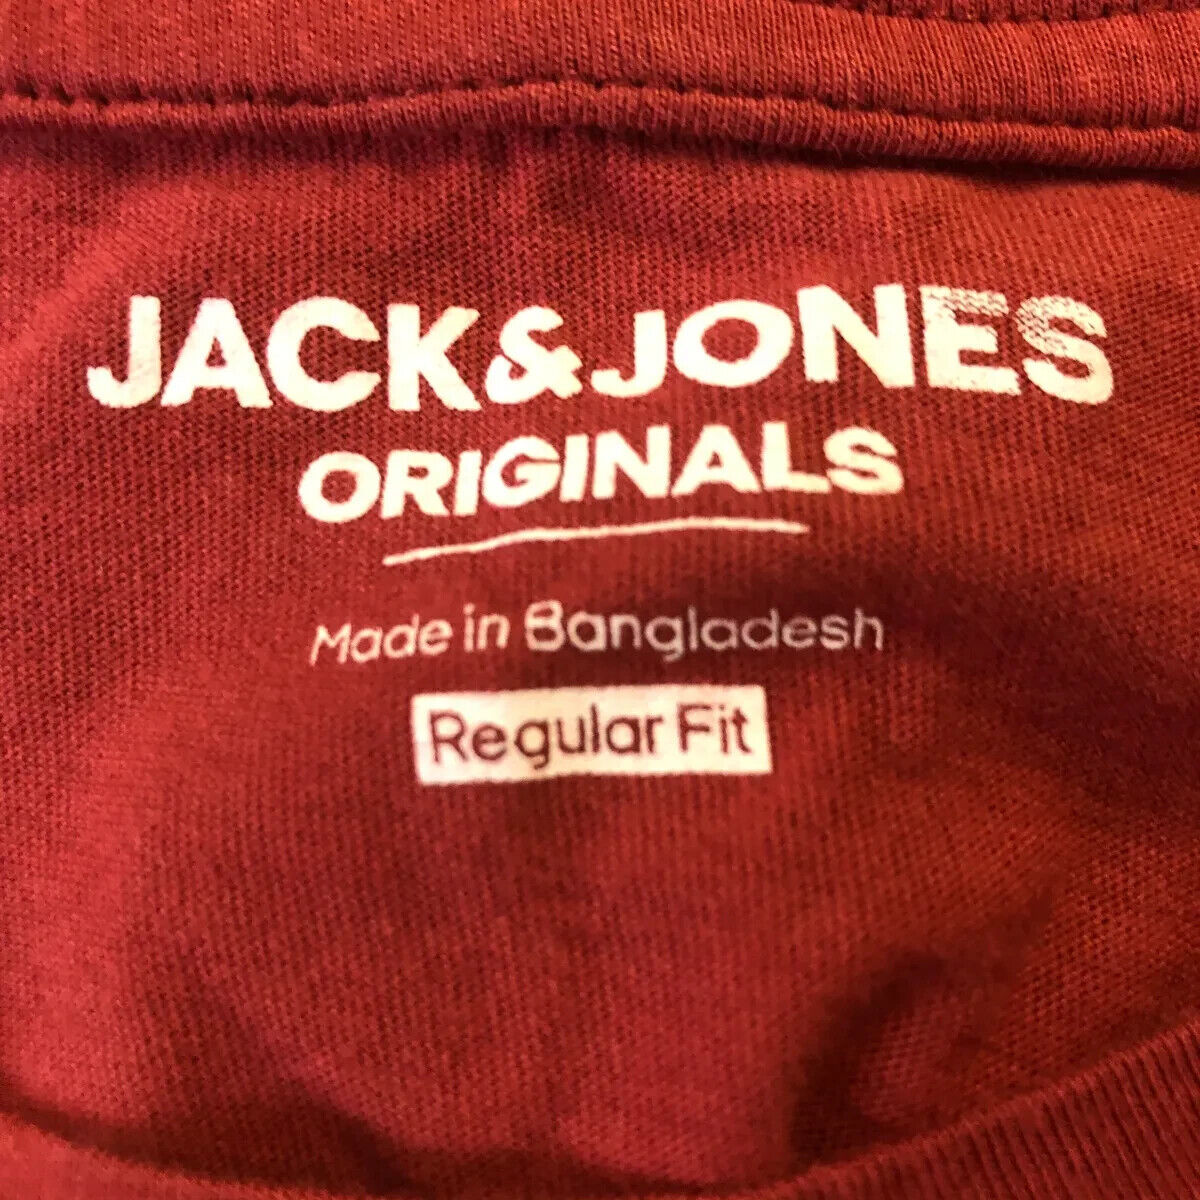 JACK&JONES
ORIGINALS
Made in Bangladesh
Regular Fit